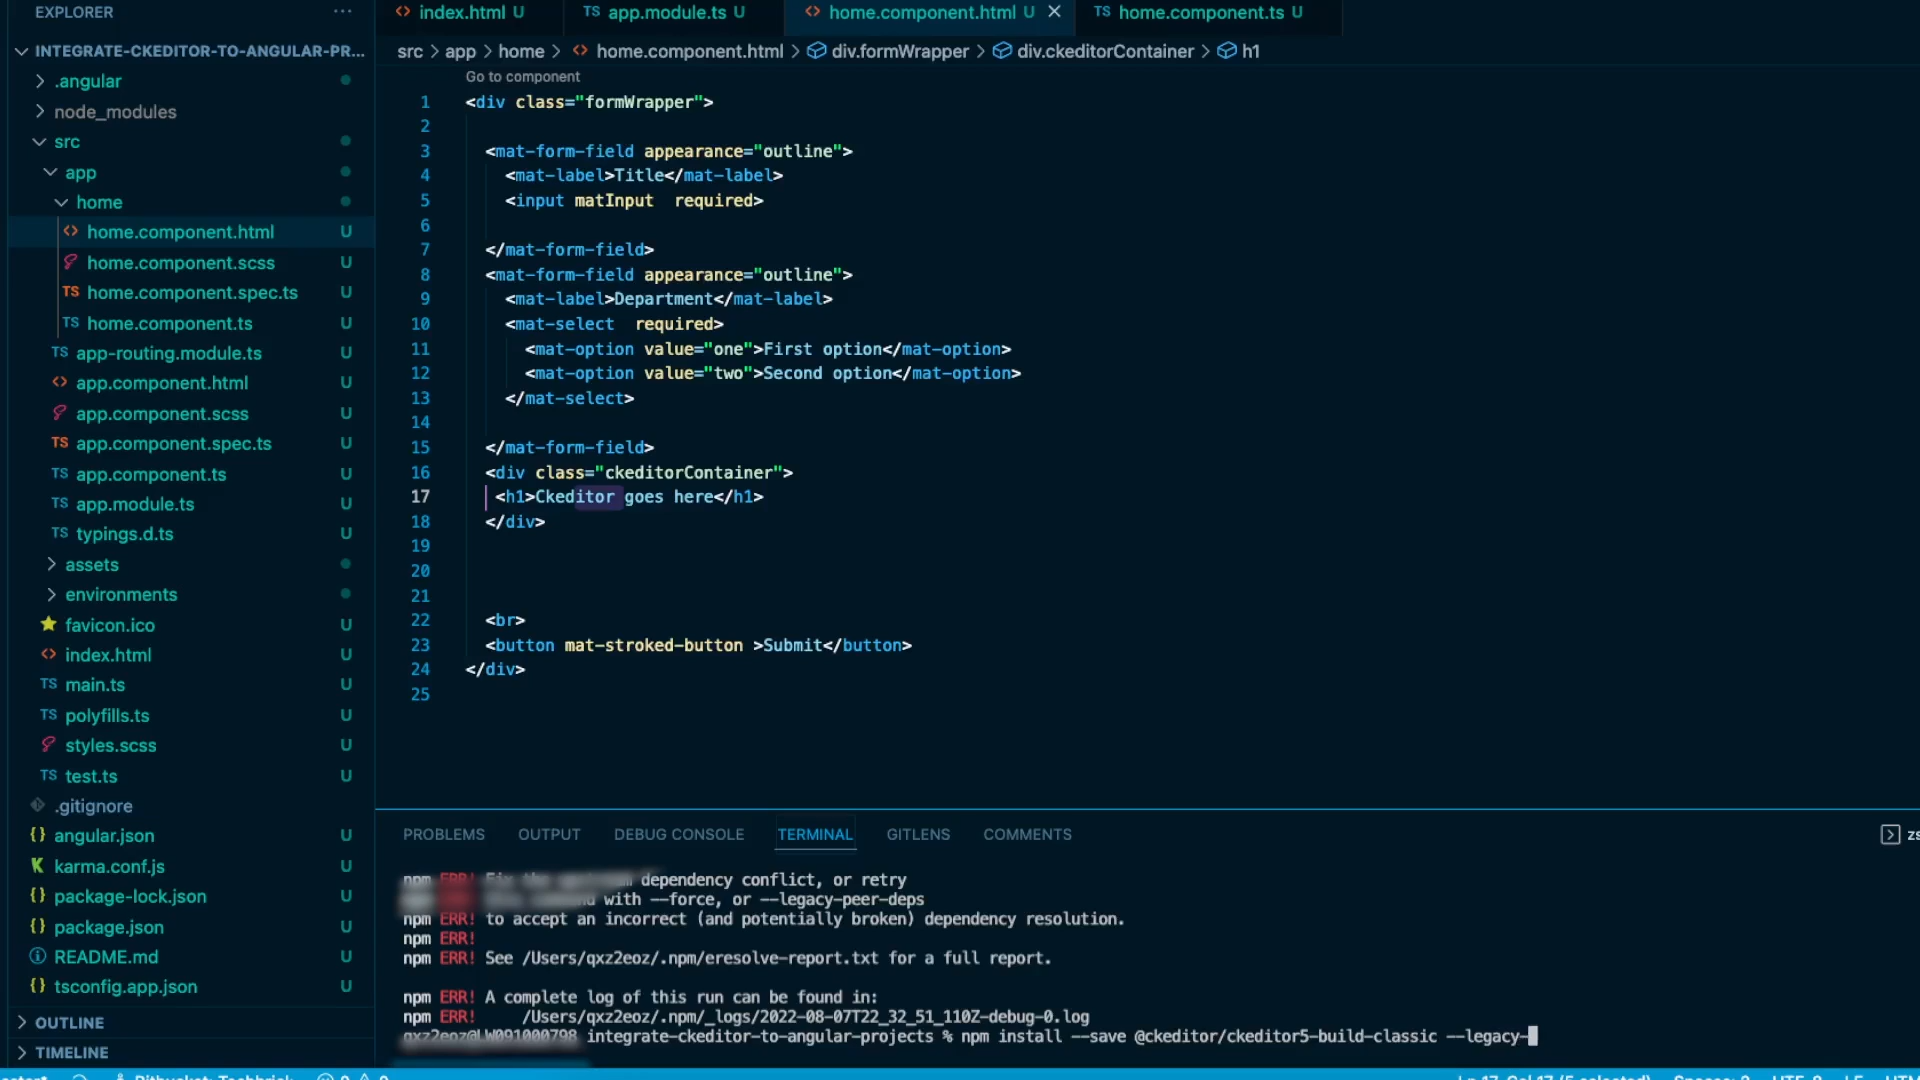 EXPLORER
INTEGRATE-CKEDITOR-TO-ANGULAR-PR...
.angular
node_modules
src
app
home
home.component.html U
home.component.scss U
home.component.spec.ts U
home.component.ts U
app-routing.module.ts U
app.component.html U
app.component.scss U
app.component.spec.ts U
app.component.ts U
app.module.ts U
typings.d.ts U
assets
environments
favicon.ico U
index.html U
main.ts U
polyfills.ts U
styles.scss U
test.ts U
.gitignore
angular.json U
karma.conf.js U
package-lock.json U
package.json U
README.md U
tsconfig.app.json U
OUTLINE
TIMELINE
index.html U TS app.module.ts U home.component.html U TS home.component.ts U
src > app > home > home.component.html > div.formWrapper > div.ckeditorContainer > h1
Go to component
1 <div class="formWrapper">
2
3 <mat-form-field appearance="outline">
4 <mat-label>Title</mat-label>
5 <input matInput  required>
6
7 </mat-form-field>
8 <mat-form-field appearance="outline">
9 <mat-label>Department</mat-label>
10 <mat-select  required>
11 <mat-option value="one">First option</mat-option>
12 <mat-option value="two">Second option</mat-option>
13 </mat-select>
14
15 </mat-form-field>
16 <div class="ckeditorContainer">
17 <h1>Ckeditor goes here</h1>
18 </div>
19
20
21
22 <br>
23 <button mat-stroked-button >Submit</button>
24 </div>
25
PROBLEMS OUTPUT DEBUG CONSOLE TERMINAL GITLENS COMMENTS
npm ERR! Fix the upstream dependency conflict, or retry
with --force, or --legacy-peer-deps
npm ERR! to accept an incorrect (and potentially broken) dependency resolution.
npm ERR!
npm ERR! See /Users/qxz2eoz/.npm/eresolve-report.txt for a full report.
npm ERR! A complete log of this run can be found in:
npm ERR!     /Users/qxz2eoz/.npm/_logs/2022-08-07T22_32_51_110Z-debug-0.log
qxz2eoz@LW091000798 integrate-ckeditor-to-angular-projects % npm install --save @ckeditor/ckeditor5-build-classic --legacy-